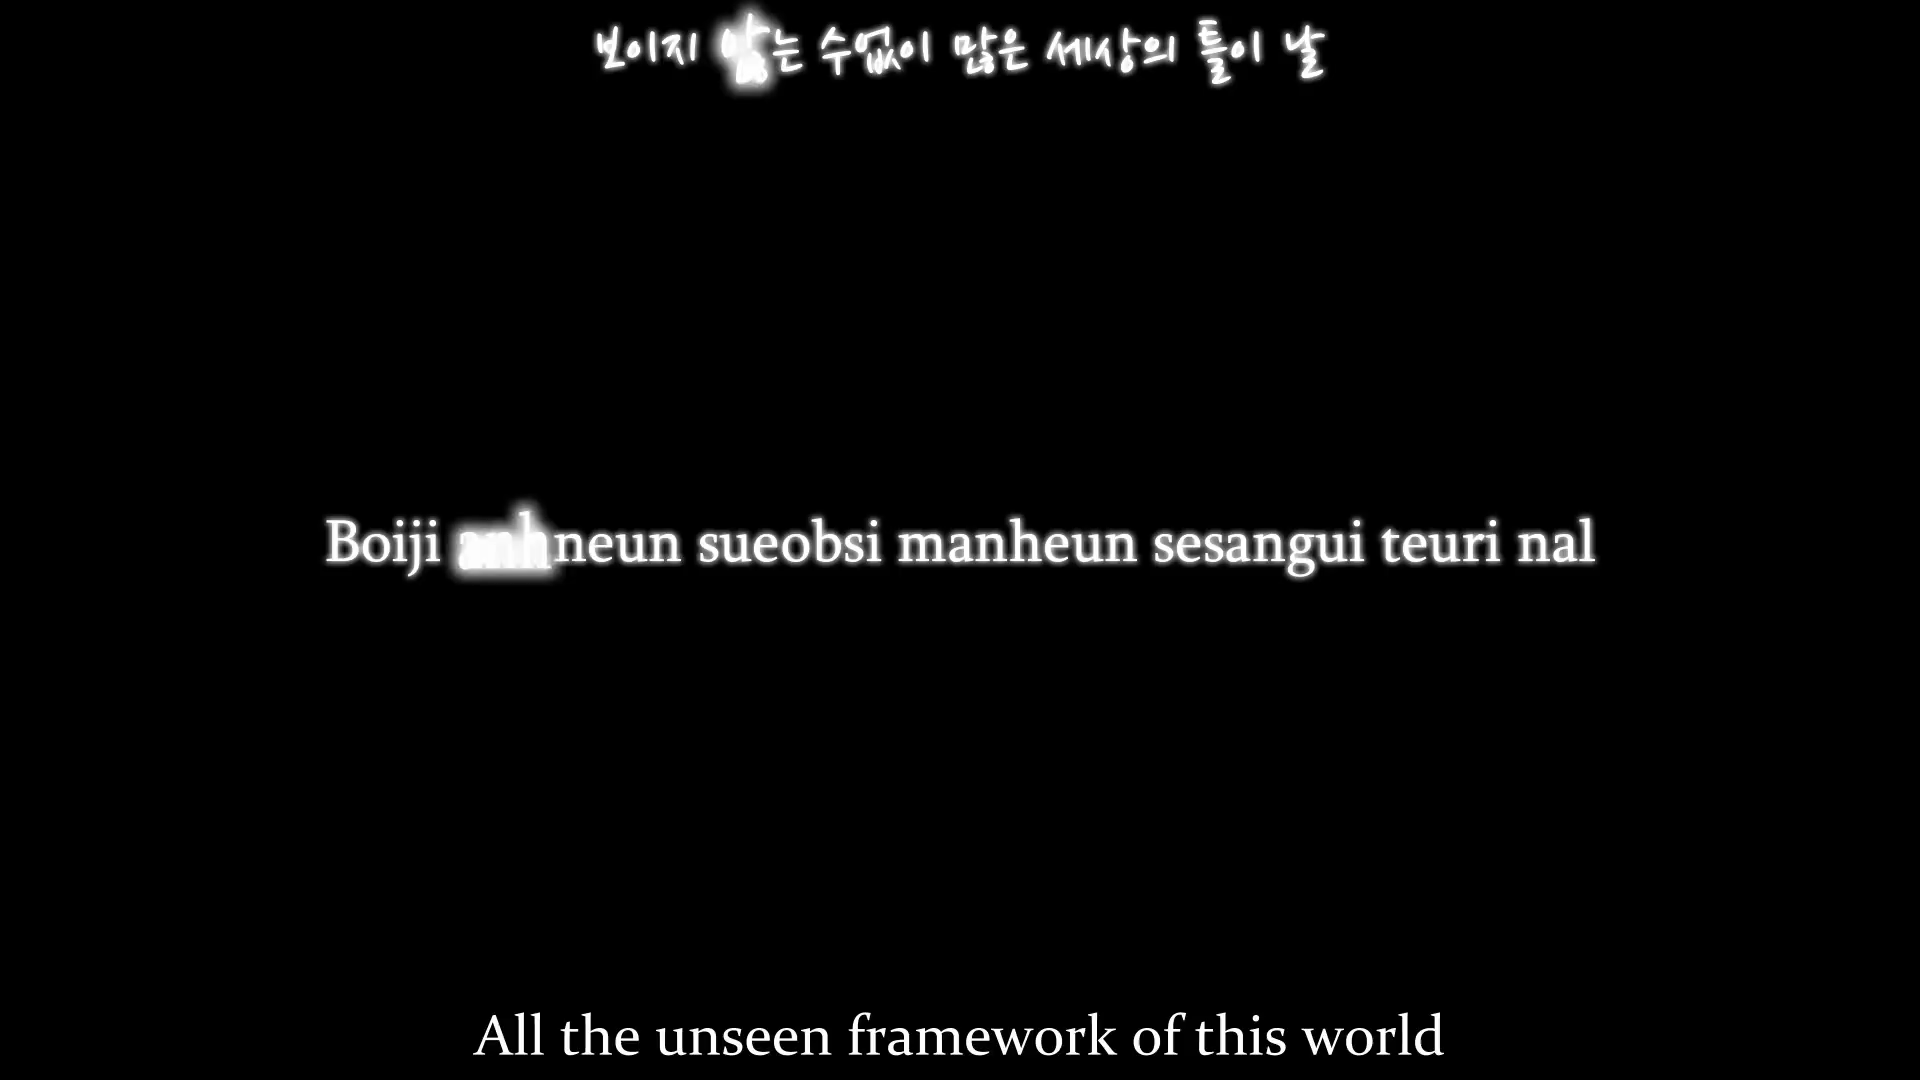 보이지 않는 수없이 많은 세상의 틀이 날
Boiji anhneun sueobsi manheun sesangui teuri nal
All the unseen framework of this world